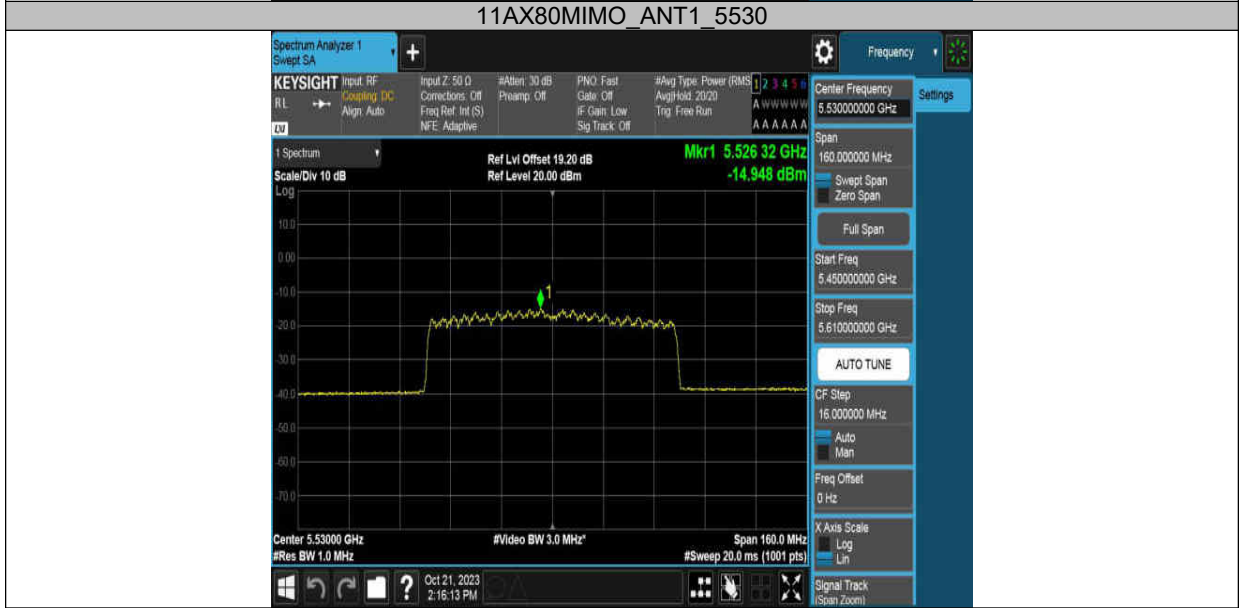 11AX80MIMO_ANT1_5530
Spectrum Analyzer 1
Swept SA
+
Frequency
KEYSIGHT Input: RF Input Z: 50 Ω #Atten: 30 dB PNO: Fast #Avg Type: Power (RMS 1 2 3 4 5 6
RL Coupling: DC Corrections: Off Preamp: Off Gate: Off Avg|Hold: 20/20 A W W W W W
Align: Auto Freq Ref: Int (S) IF Gain: Low Trig: Free Run
NFE: Adaptive Sig Track: Off A A A A A A
LXI
Center Frequency
5.530000000 GHz
Settings
1 Spectrum
Scale/Div 10 dB
Ref Lvl Offset 19.20 dB
Ref Level 20.00 dBm
Mkr1 5.526 32 GHz
-14.948 dBm
Log
10.0
0.00
-10.0
-20.0
-30.0
-40.0
-50.0
-60.0
-70.0
1
Span
160.000000 MHz
Swept Span
Zero Span
Full Span
Start Freq
5.450000000 GHz
Stop Freq
5.610000000 GHz
AUTO TUNE
CF Step
16.000000 MHz
Auto
Man
Freq Offset
0 Hz
X Axis Scale
Log
Lin
Signal Track
(Span Zoom)
Center 5.53000 GHz #Video BW 3.0 MHz* Span 160.0 MHz
#Res BW 1.0 MHz #Sweep 20.0 ms (1001 pts)
?
Oct 21, 2023
2:16:13 PM